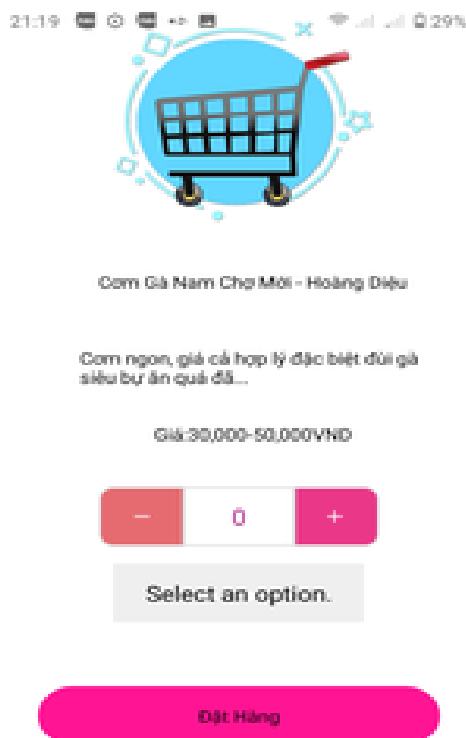 21:19
29%
Cơm Gà Nam Chợ Mới - Hoàng Diệu
Cơm ngon, giá cả hợp lý đặc biệt đùi gà
siêu bự ăn quá đã...
Giá:30,000-50,000VND
− 0 +
Select an option.
Đặt Hàng